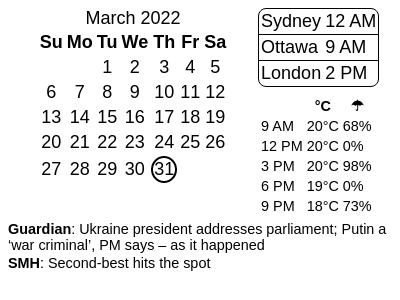 March 2022
Su Mo Tu We Th Fr Sa
1 2 3 4 5
6 7 8 9 10 11 12
13 14 15 16 17 18 19
20 21 22 23 24 25 26
27 28 29 30 31
Sydney 12 AM
Ottawa 9 AM
London 2 PM
°C ☂
9 AM 20°C 68%
12 PM 20°C 0%
3 PM 20°C 98%
6 PM 19°C 0%
9 PM 18°C 73%
Guardian: Ukraine president addresses parliament; Putin a
‘war criminal’, PM says – as it happened
SMH: Second-best hits the spot